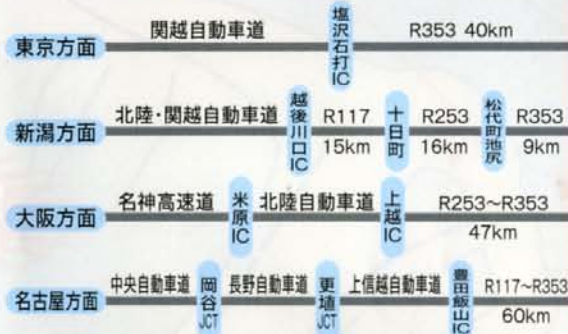 東京方面 関越自動車道 塩沢石打IC R353 40km
新潟方面 北陸・関越自動車道 越後川口IC R117 15km 十日町 R253 16km 松代町池尻 R353 9km
大阪方面 名神高速道 米原IC 北陸自動車道 上越IC R253〜R353 47km
名古屋方面 中央自動車道 岡谷JCT 長野自動車道 更埴JCT 上信越自動車道 豊田飯山IC R117〜R353 60km